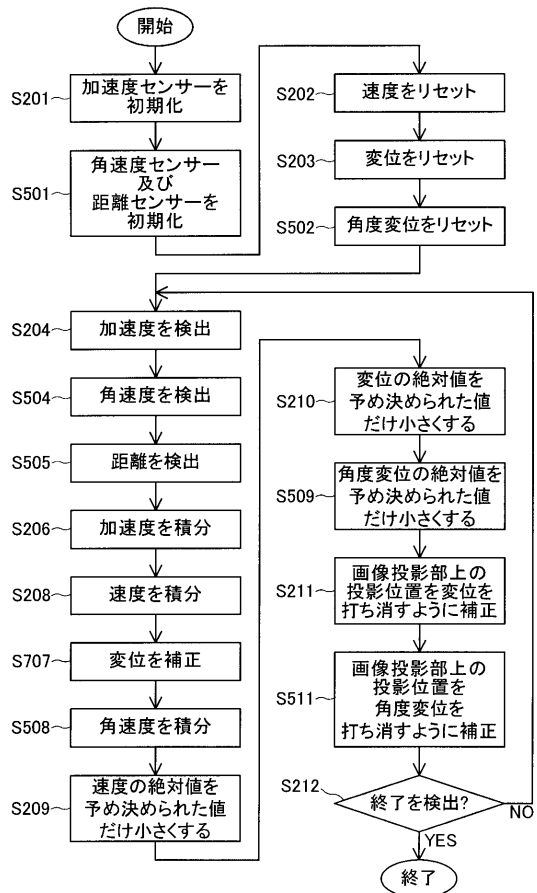 開始
S201
加速度センサーを
初期化
S501
角速度センサー
及び
距離センサーを
初期化
S202
速度をリセット
S203
変位をリセット
S502
角度変位をリセット
S204
加速度を検出
S504
角速度を検出
S505
距離を検出
S206
加速度を積分
S208
速度を積分
S707
変位を補正
S508
角速度を積分
S209
速度の絶対値を
予め決められた値
だけ小さくする
S210
変位の絶対値を
予め決められた値
だけ小さくする
S509
角度変位の絶対値を
予め決められた値
だけ小さくする
S211
画像投影部上の
投影位置を変位を
打ち消すように補正
S511
画像投影部上の
投影位置を
角度変位を
打ち消すように補正
S212
終了を検出?
NO
YES
終了